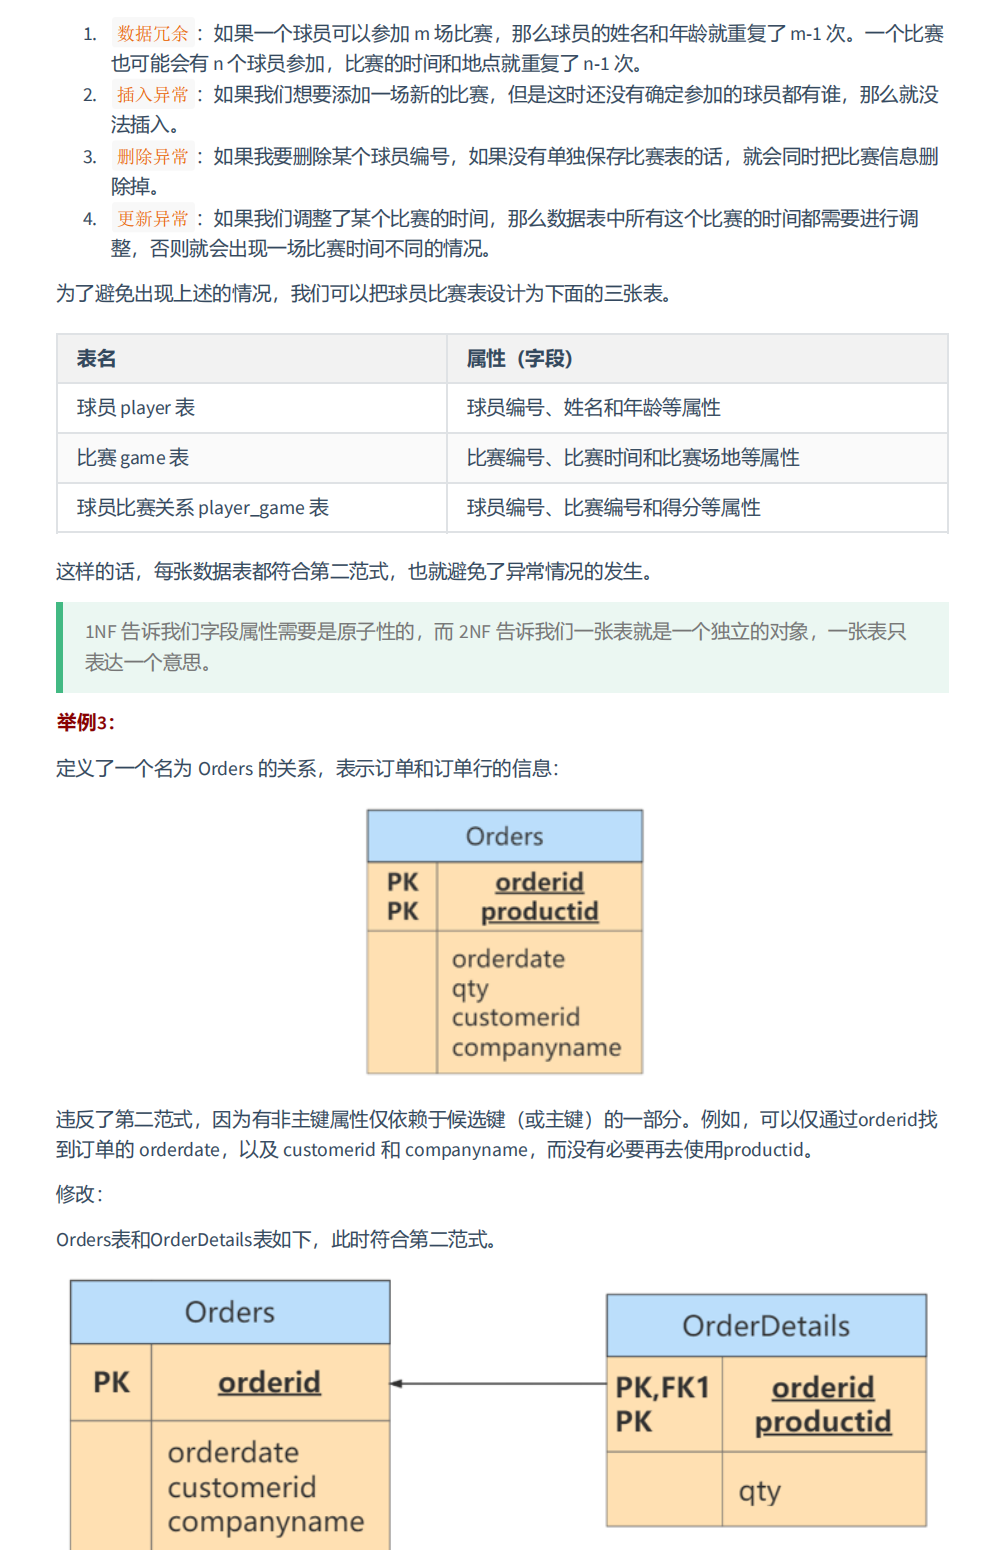 1. 数据冗余：如果一个球员可以参加 m 场比赛，那么球员的姓名和年龄就重复了 m-1 次。一个比赛
也可能会有 n 个球员参加，比赛的时间和地点就重复了 n-1 次。
2. 插入异常：如果我们想要添加一场新的比赛，但是这时还没有确定参加的球员都有谁，那么就没
法插入。
3. 删除异常：如果我要删除某个球员编号，如果没有单独保存比赛表的话，就会同时把比赛信息删
除掉。
4. 更新异常：如果我们调整了某个比赛的时间，那么数据表中所有这个比赛的时间都需要进行调
整，否则就会出现一场比赛时间不同的情况。
为了避免出现上述的情况，我们可以把球员比赛表设计为下面的三张表。
表名 属性（字段）
球员 player 表 球员编号、姓名和年龄等属性
比赛 game 表 比赛编号、比赛时间和比赛场地等属性
球员比赛关系 player_game 表 球员编号、比赛编号和得分等属性
这样的话，每张数据表都符合第二范式，也就避免了异常情况的发生。
1NF 告诉我们字段属性需要是原子性的，而 2NF 告诉我们一张表就是一个独立的对象，一张表只
表达一个意思。
举例3：
定义了一个名为 Orders 的关系，表示订单和订单行的信息：
Orders
PK orderid
PK productid
orderdate
qty
customerid
companyname
违反了第二范式，因为有非主键属性仅依赖于候选键（或主键）的一部分。例如，可以仅通过orderid找
到订单的 orderdate，以及 customerid 和 companyname，而没有必要再去使用productid。
修改：
Orders表和OrderDetails表如下，此时符合第二范式。
Orders
PK orderid
orderdate
customerid
companyname
OrderDetails
PK,FK1 orderid
PK productid
qty